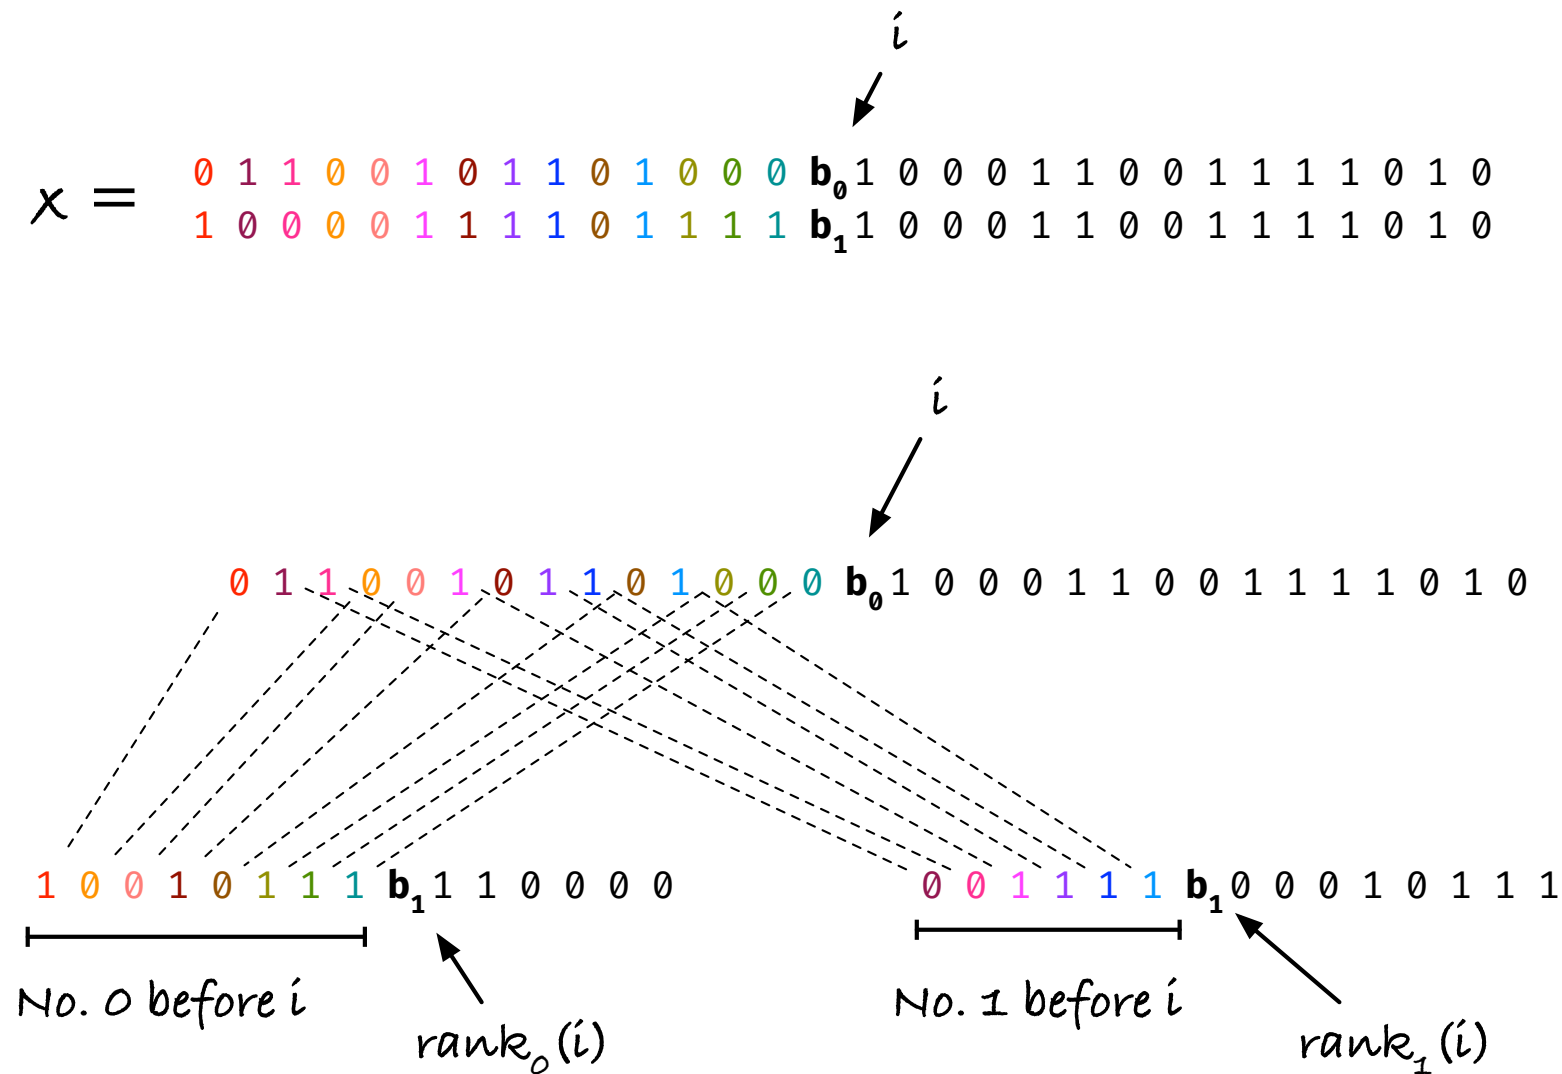 i
x = 0 1 1 0 0 1 0 1 1 0 1 0 0 0 b0 1 0 0 0 1 1 0 0 1 1 1 1 0 1 0
1 0 0 0 0 1 1 1 1 0 1 1 1 1 b1 1 0 0 0 1 1 0 0 1 1 1 1 0 1 0
i
0 1 1 0 0 1 0 1 1 0 1 0 0 0 b0 1 0 0 0 1 1 0 0 1 1 1 1 0 1 0
1 0 0 1 0 1 1 1 b1 1 1 0 0 0 0
0 0 1 1 1 1 b1 0 0 0 1 0 1 1 1
No. 0 before i
No. 1 before i
rank0(i)
rank1(i)